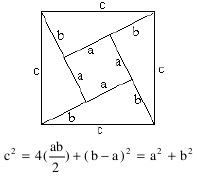 c
b
b
a
a
c
a
c
a
b
b
c
c² = 4(ab/2) + (b - a)² = a² + b²